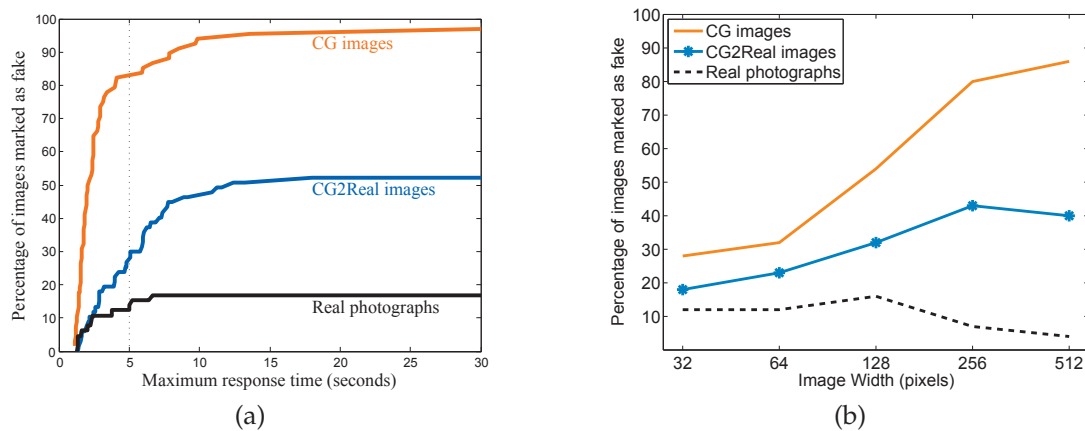 Percentage of images marked as fake
100
90
80
70
60
50
40
30
20
10
0
CG images
CG2Real images
Real photographs
0 5 10 15 20 25 30
Maximum response time (seconds)
(a)
Percentage of images marked as fake
100
90
80
70
60
50
40
30
20
10
CG images
CG2Real images
Real photographs
32 64 128 256 512
Image Width (pixels)
(b)